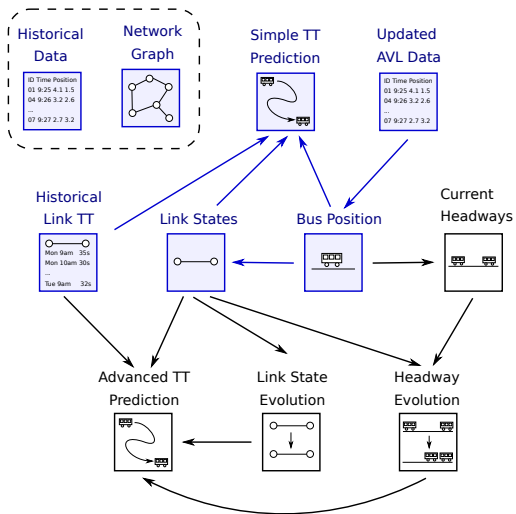 Historical
Data
ID Time Position
01 9:25 4.1 1.5
04 9:26 3.2 2.6
...
07 9:27 2.7 3.2
Network
Graph
Simple TT
Prediction
Updated
AVL Data
ID Time Position
01 9:25 4.1 1.5
04 9:26 3.2 2.6
...
07 9:27 2.7 3.2
Historical
Link TT
Mon 9am 35s
Mon 10am 30s
...
Tue 9am 32s
Link States
Bus Position
Current
Headways
Advanced TT
Prediction
Link State
Evolution
Headway
Evolution